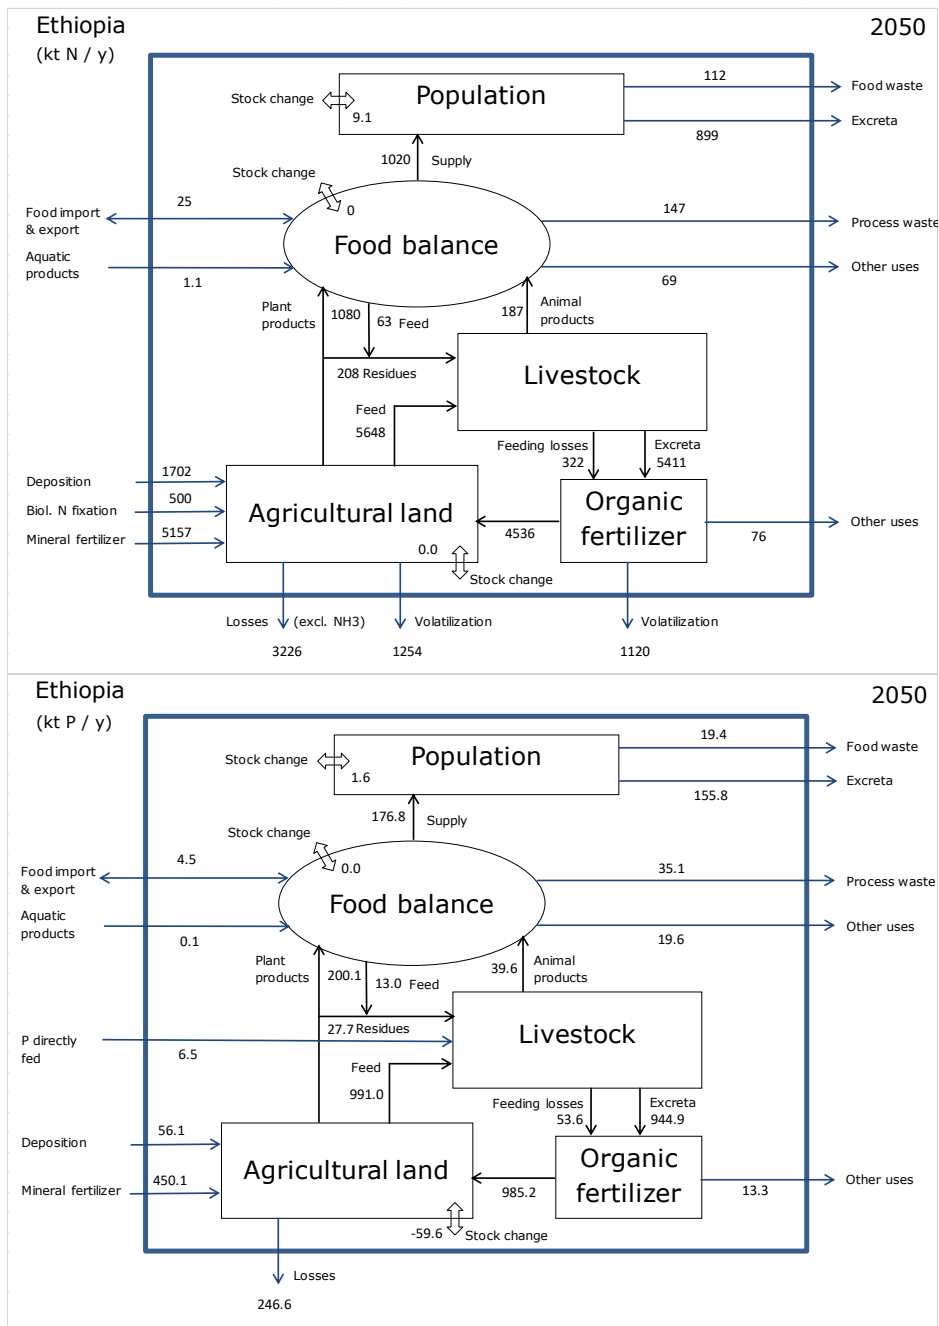 Ethiopia
2050
(kt N / y)
112
Population
Food waste
Stock change
9.1
Excreta
899
1020 Supply
Stock change
25
0
147
Food import
& export
Process waste
Food balance
Aquatic
products
Other uses
1.1
69
Plant
products
1080
63 Feed
187
Animal
products
208 Residues
Livestock
Feed
5648
Feeding losses
322
Excreta
5411
Deposition
1702
Biol. N fixation
500
Mineral fertilizer
5157
Agricultural land
Organic
fertilizer
4536
Other uses
76
0.0
Stock change
Losses (excl. NH3)
Volatilization
Volatilization
3226
1254
1120
Ethiopia
2050
(kt P / y)
19.4
Population
Food waste
Stock change
1.6
Excreta
155.8
176.8 Supply
Stock change
4.5
0.0
35.1
Food import
& export
Process waste
Food balance
Aquatic
products
Other uses
0.1
19.6
Plant
products
200.1
13.0 Feed
39.6
Animal
products
27.7 Residues
Livestock
P directly
fed
6.5
Feed
991.0
Feeding losses
53.6
Excreta
944.9
Deposition
56.1
Mineral fertilizer
450.1
Agricultural land
Organic
fertilizer
985.2
Other uses
13.3
-59.6
Stock change
Losses
246.6